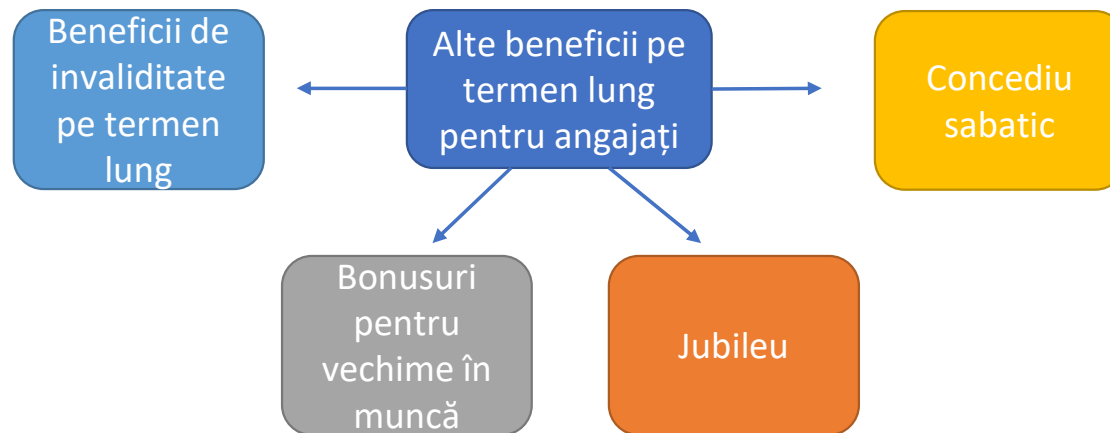 Beneficii de
invaliditate
pe termen
lung
Alte beneficii pe
termen lung
pentru angajați
Concediu
sabatic
Bonusuri
pentru
vechime în
muncă
Jubileu